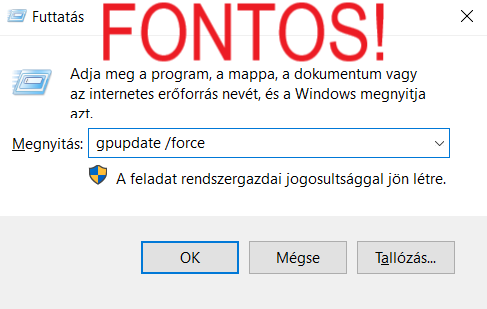 Futtatás
FONTOS!
Adja meg a program, a mappa, a dokumentum vagy
az internetes erőforrás nevét, és a Windows megnyitja
azt.
Megnyitás: gpupdate /force
A feladat rendszergazdai jogosultsággal jön létre.
OK Mégse Tallózás...